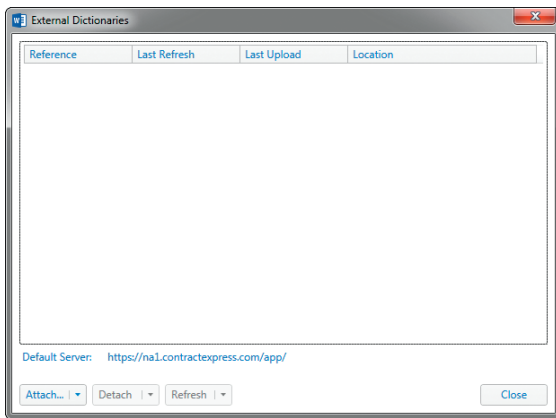 External Dictionaries
Reference Last Refresh Last Upload Location
Default Server: https://na1.contractexpress.com/app/
Attach... Detach Refresh Close